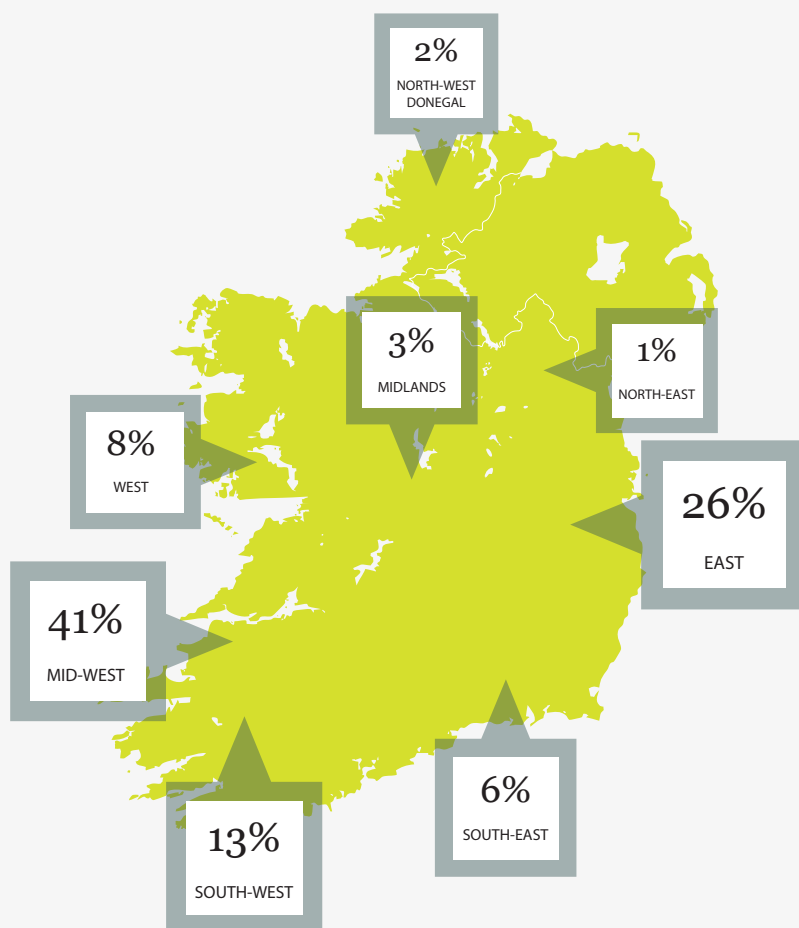 2%
NORTH-WEST
DONEGAL
3%
MIDLANDS
1%
NORTH-EAST
8%
WEST
26%
EAST
41%
MID-WEST
6%
SOUTH-EAST
13%
SOUTH-WEST